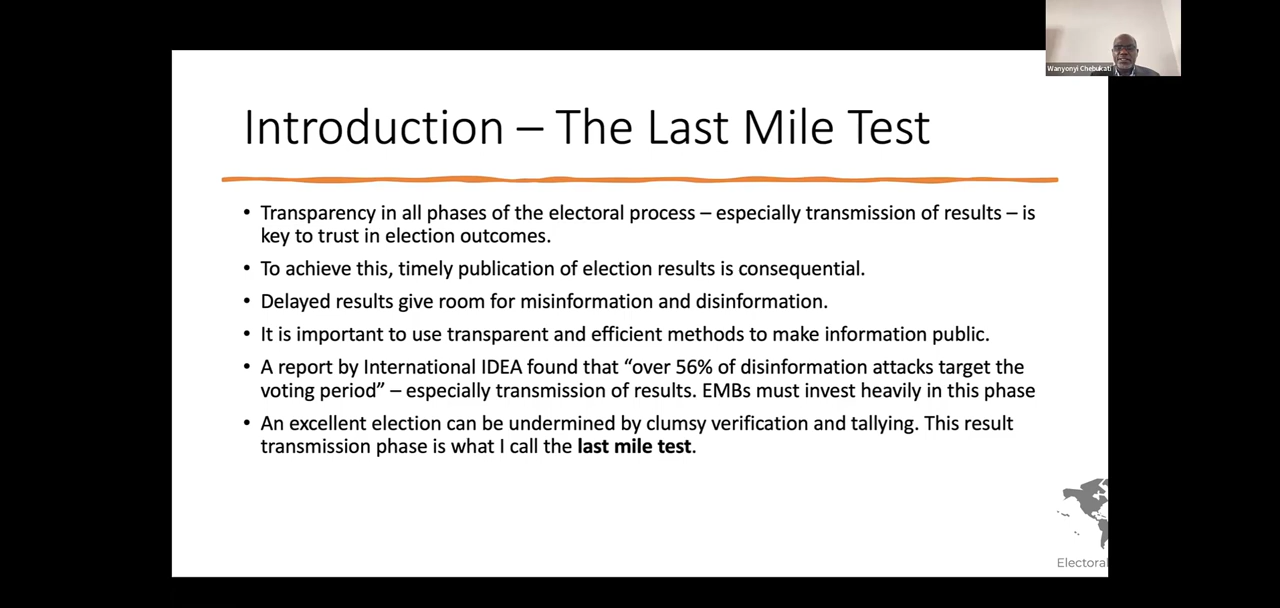 Wanyonyi Chebukati
Introduction – The Last Mile Test
• Transparency in all phases of the electoral process – especially transmission of results – is
key to trust in election outcomes.
• To achieve this, timely publication of election results is consequential.
• Delayed results give room for misinformation and disinformation.
• It is important to use transparent and efficient methods to make information public.
• A report by International IDEA found that “over 56% of disinformation attacks target the
voting period” – especially transmission of results. EMBs must invest heavily in this phase
• An excellent election can be undermined by clumsy verification and tallying. This result
transmission phase is what I call the last mile test.
Electoral